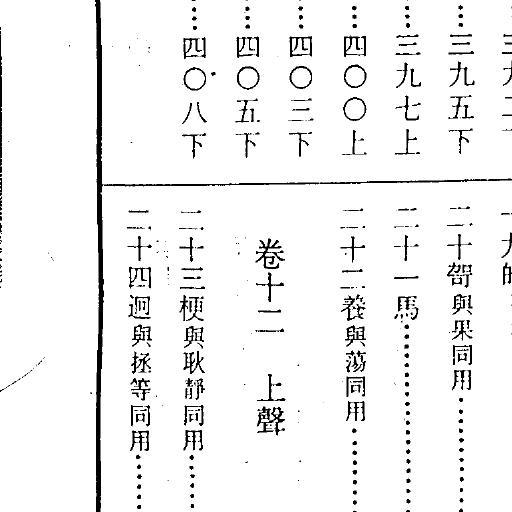 三九五下
三九七上
四〇〇上
四〇三下
四〇五下
四〇八下
二十哿與果同用
二十一馬
二十二養與蕩同用
卷十二 上聲
二十三梗與耿靜同用
二十四迥與拯等同用